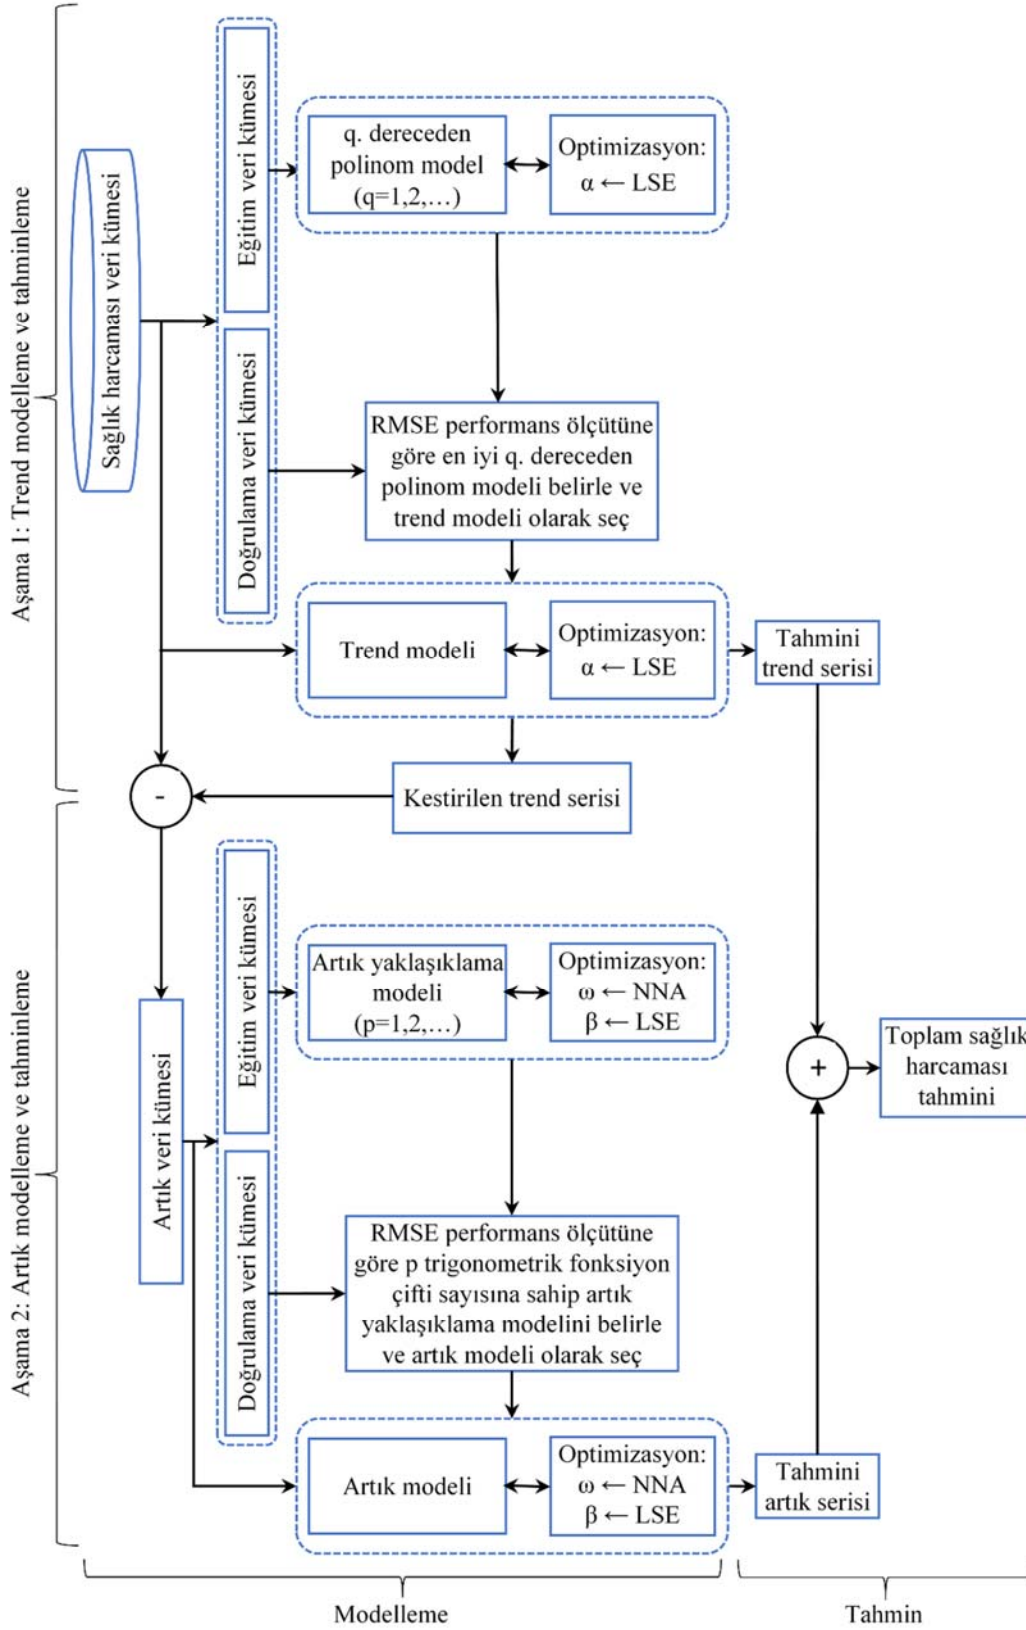 Aşama 1: Trend modelleme ve tahminleme
Sağlık harcaması veri kümesi
Eğitim veri kümesi
Doğrulama veri kümesi
q. dereceden
polinom model
(q=1,2,…)
Optimizasyon:
α ← LSE
RMSE performans ölçütüne
göre en iyi q. dereceden
polinom modeli belirle ve
trend modeli olarak seç
Trend modeli
Optimizasyon:
α ← LSE
Tahmini
trend serisi
-
Kestirilen trend serisi
Aşama 2: Artık modelleme ve tahminleme
Artık veri kümesi
Eğitim veri kümesi
Doğrulama veri kümesi
Artık yaklaşıklama
modeli
(p=1,2,…)
Optimizasyon:
ω ← NNA
β ← LSE
+
Toplam sağlık
harcaması
tahmini
RMSE performans ölçütüne
göre p trigonometrik fonksiyon
çifti sayısına sahip artık
yaklaşıklama modelini belirle
ve artık modeli olarak seç
Artık modeli
Optimizasyon:
ω ← NNA
β ← LSE
Tahmini
artık serisi
Modelleme
Tahmin